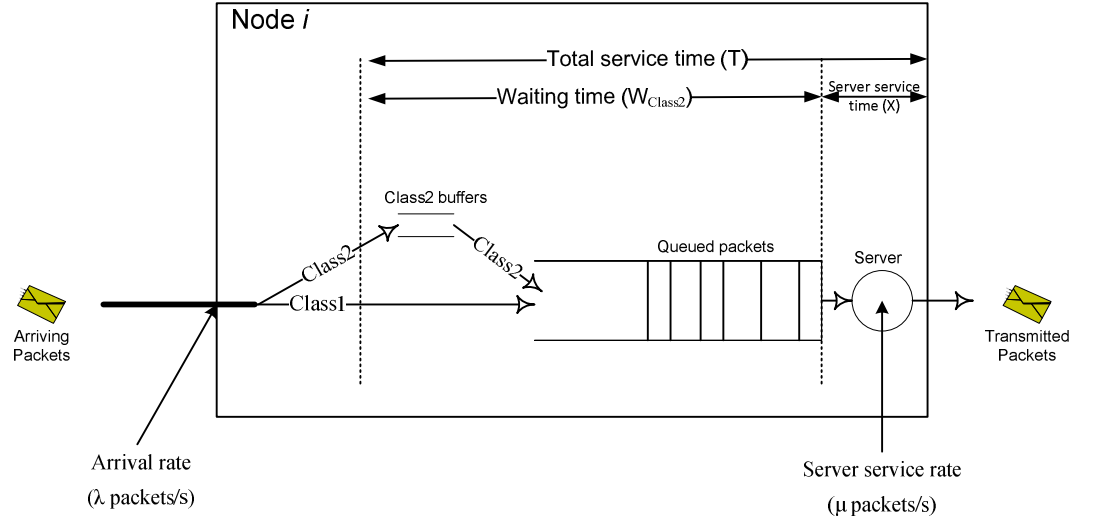 Node i
Total service time (T)
Waiting time (WClass2)
Server service
time (X)
Class2 buffers
Class2
Class2
Queued packets
Server
Class1
Arriving
Packets
Transmitted
Packets
Arrival rate
(λ packets/s)
Server service rate
(μ packets/s)